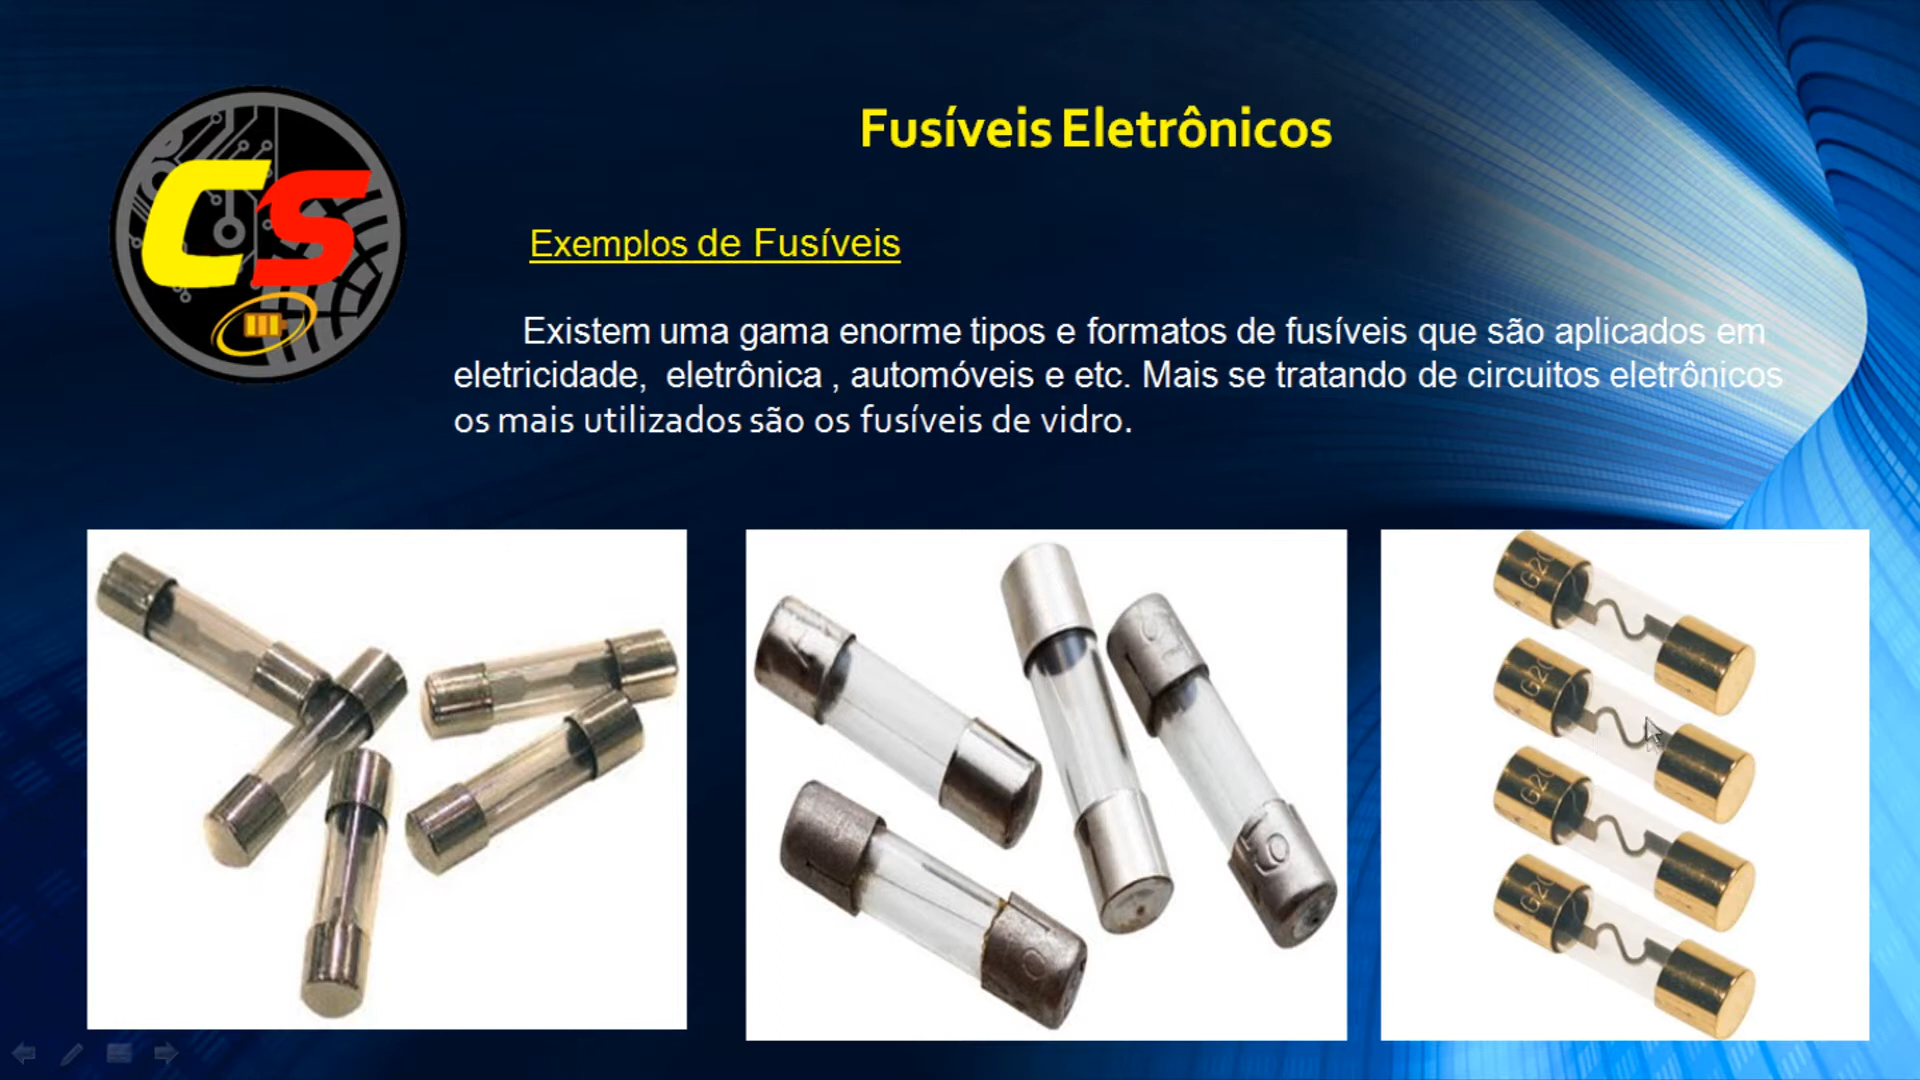 CS
Fusíveis Eletrônicos
Exemplos de Fusíveis
Existem uma gama enorme tipos e formatos de fusíveis que são aplicados em
eletricidade, eletrônica , automóveis e etc. Mais se tratando de circuitos eletrônicos
os mais utilizados são os fusíveis de vidro.